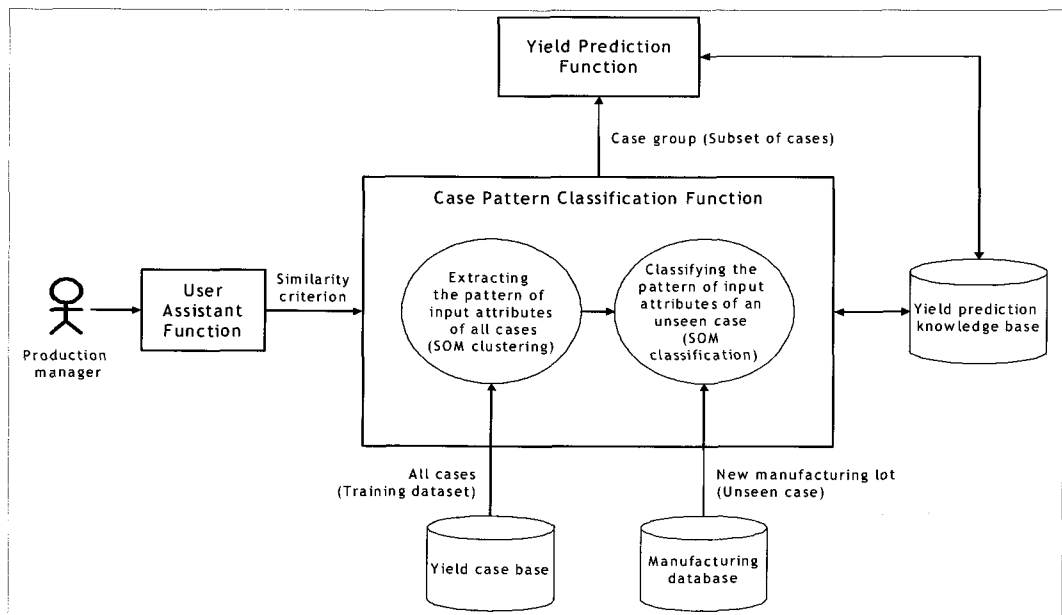 Yield Prediction
Function
Case group (Subset of cases)
Case Pattern Classification Function
Extracting
the pattern of
input attributes
of all cases
(SOM clustering)
Classifying the
pattern of input
attributes of an
unseen case
(SOM
classification)
Similarity
criterion
User
Assistant
Function
Production
manager
Yield prediction
knowledge base
All cases
(Training dataset)
New manufacturing lot
(Unseen case)
Yield case base
Manufacturing
database